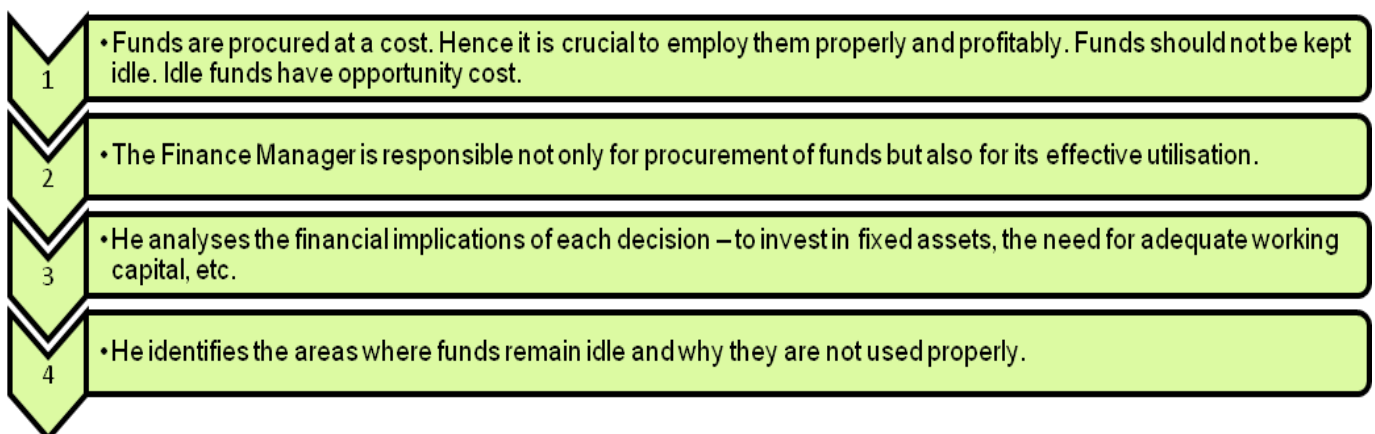 1
•Funds are procured at a cost. Hence it is crucial to employ them properly and profitably. Funds should not be kept
idle. Idle funds have opportunity cost.
2
•The Finance Manager is responsible not only for procurement of funds but also for its effective utilisation.
3
•He analyses the financial implications of each decision – to invest in fixed assets, the need for adequate working
capital, etc.
4
•He identifies the areas where funds remain idle and why they are not used properly.